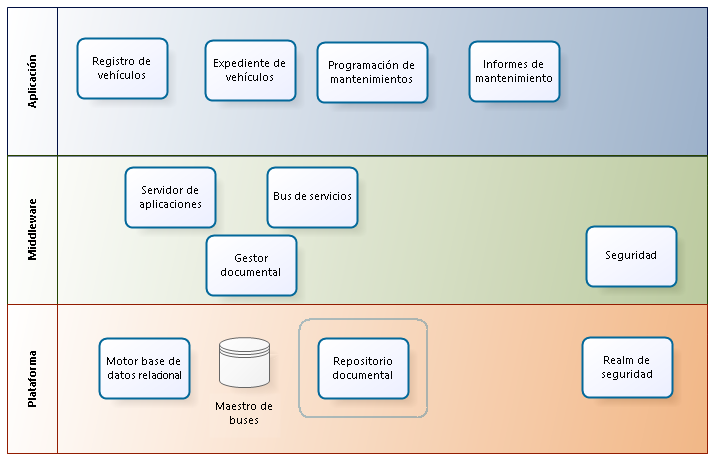 Aplicación
Registro de
vehículos
Expediente de
vehículos
Programación de
mantenimientos
Informes de
mantenimiento
Middleware
Servidor de
aplicaciones
Bus de servicios
Gestor
documental
Seguridad
Plataforma
Motor base de
datos relacional
Maestro de
buses
Repositorio
documental
Realm de
seguridad